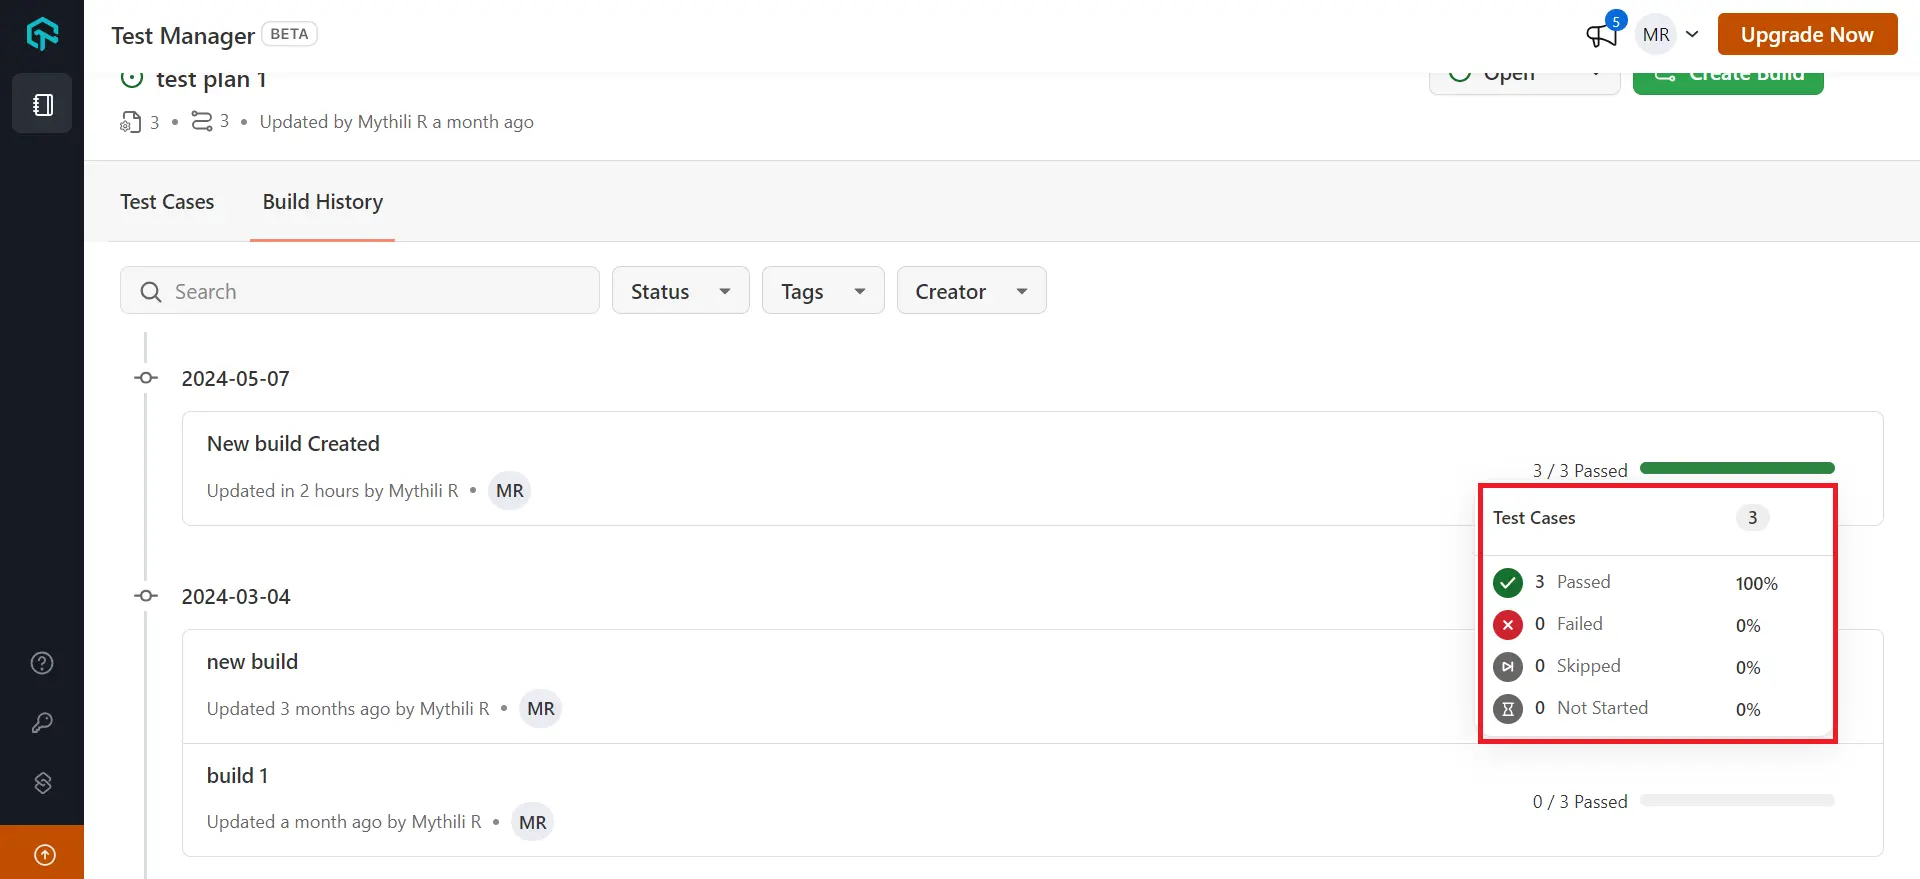 Test Manager BETA
5
MR
Upgrade Now
test plan 1
Open
Create Build
3 • 3 • Updated by Mythili R a month ago
Test Cases
Build History
Search
Status
Tags
Creator
2024-05-07
New build Created
Updated in 2 hours by Mythili R • MR
3 / 3 Passed
Test Cases 3
3 Passed 100%
0 Failed 0%
0 Skipped 0%
0 Not Started 0%
2024-03-04
new build
Updated 3 months ago by Mythili R • MR
build 1
Updated a month ago by Mythili R • MR
0 / 3 Passed